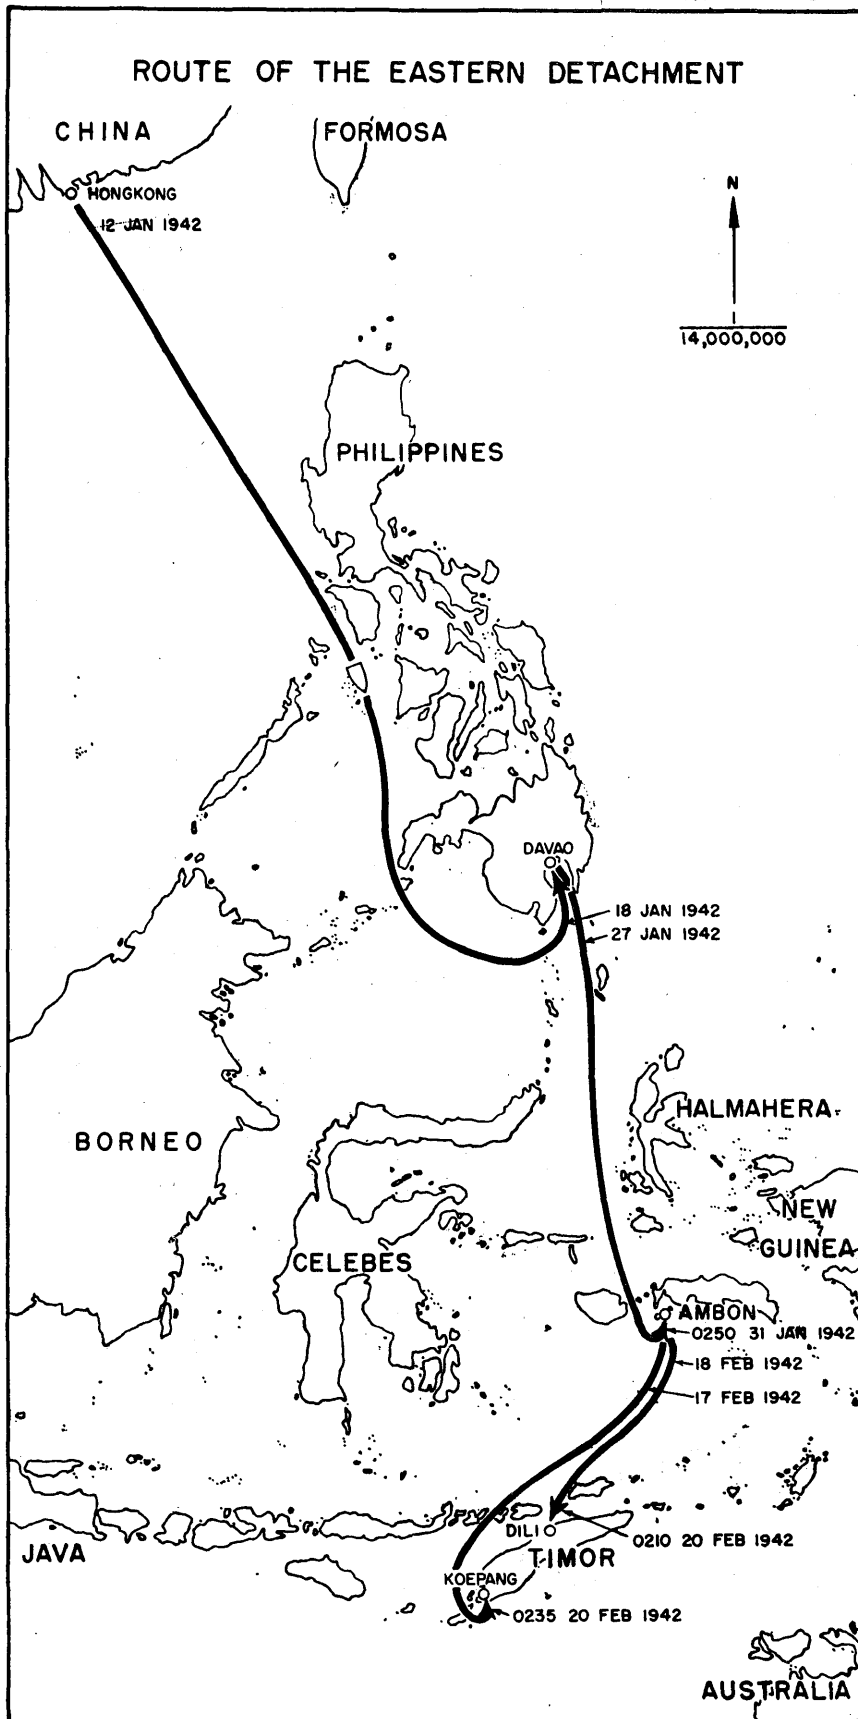 ROUTE OF THE EASTERN DETACHMENT
CHINA
FORMOSA
HONGKONG
12 JAN 1942
N
1
14,000,000
PHILIPPINES
DAVAO
18 JAN 1942
27 JAN 1942
HALMAHERA
BORNEO
NEW
GUINEA
CELEBES
AMBON
0250 31 JAN 1942
18 FEB 1942
17 FEB 1942
DILI
0210 20 FEB 1942
JAVA
TIMOR
KOEPANG
0235 20 FEB 1942
AUSTRALIA